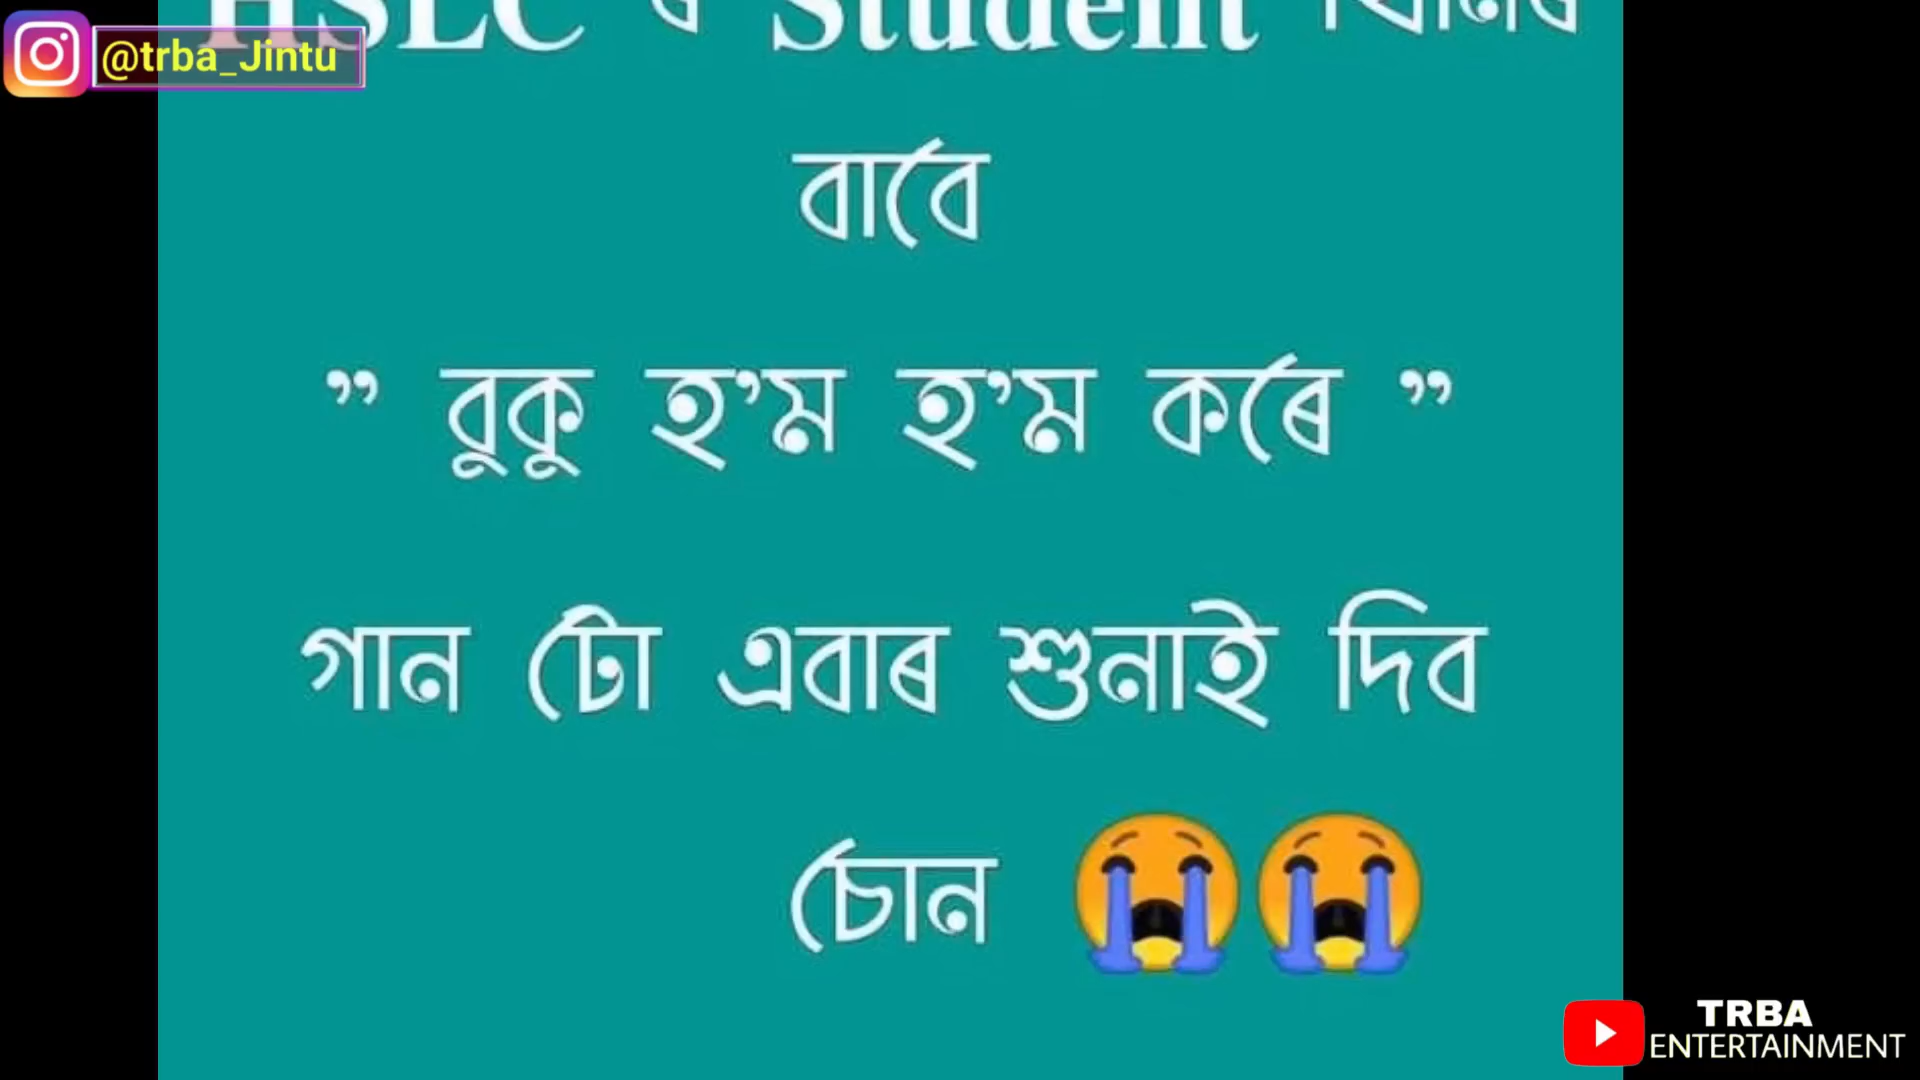 @trba_Jintu
HSLC ৰ Student
বাবে
” বুকু হ’ম হ’ম কৰে ”
গান টো এবাৰ শুনাই দিব
চোন 😭😭
TRBA
ENTERTAINMENT